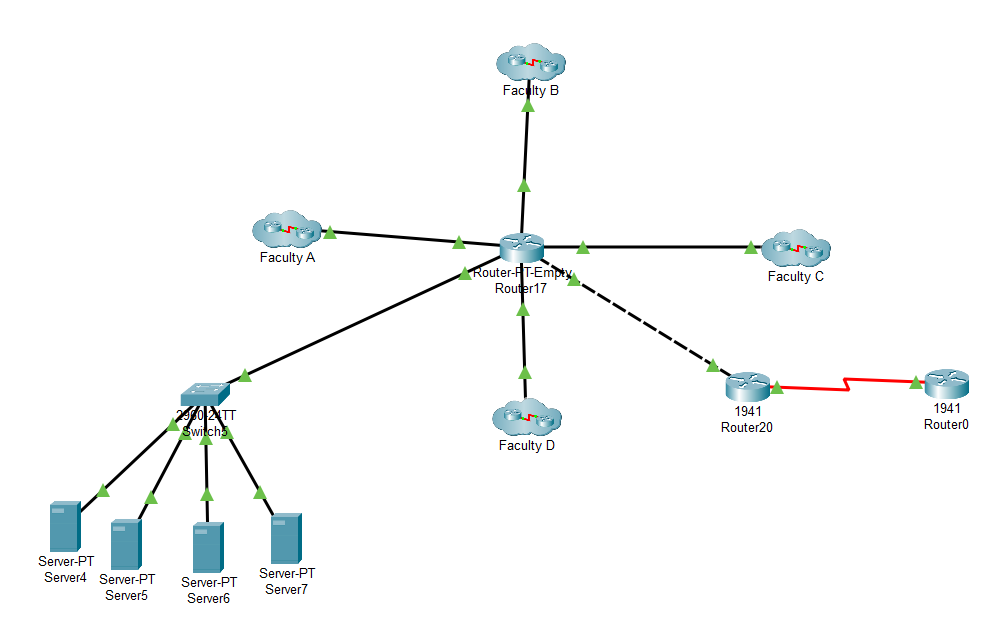 Faculty B
Faculty A
Router-PT-Empty
Router17
Faculty C
2960-24TT
Switch5
1941
Router20
1941
Router0
Faculty D
Server-PT
Server4
Server-PT
Server5
Server-PT
Server6
Server-PT
Server7